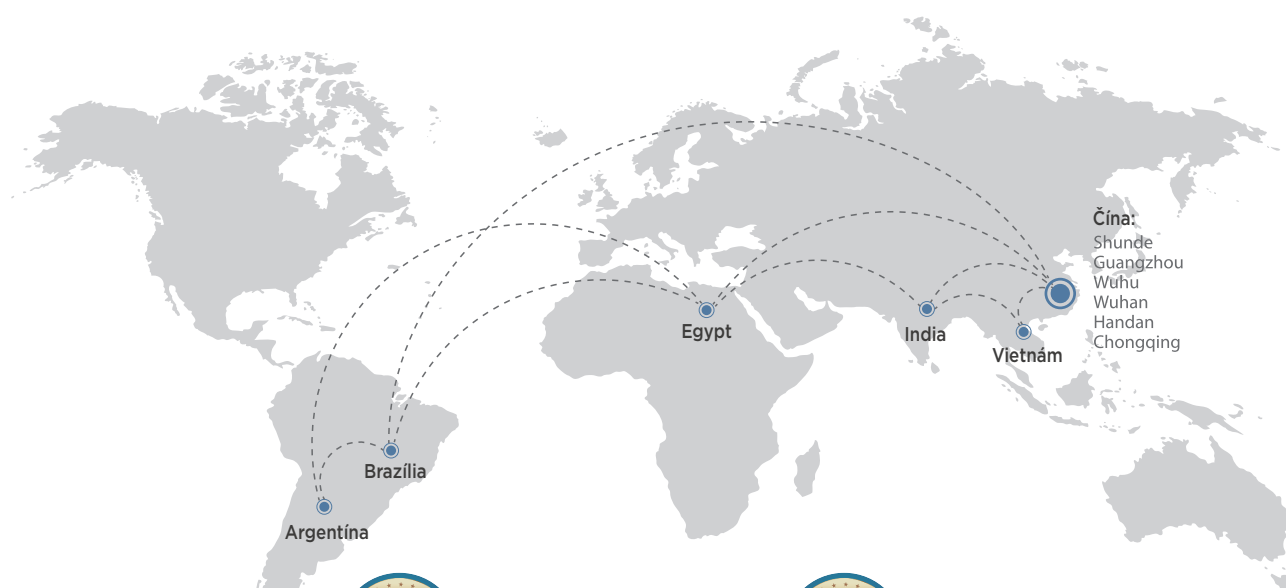 Čína:
Shunde
Guangzhou
Wuhu
Wuhan
Handan
Chongqing
Egypt
India
Vietnám
Brazília
Argentína